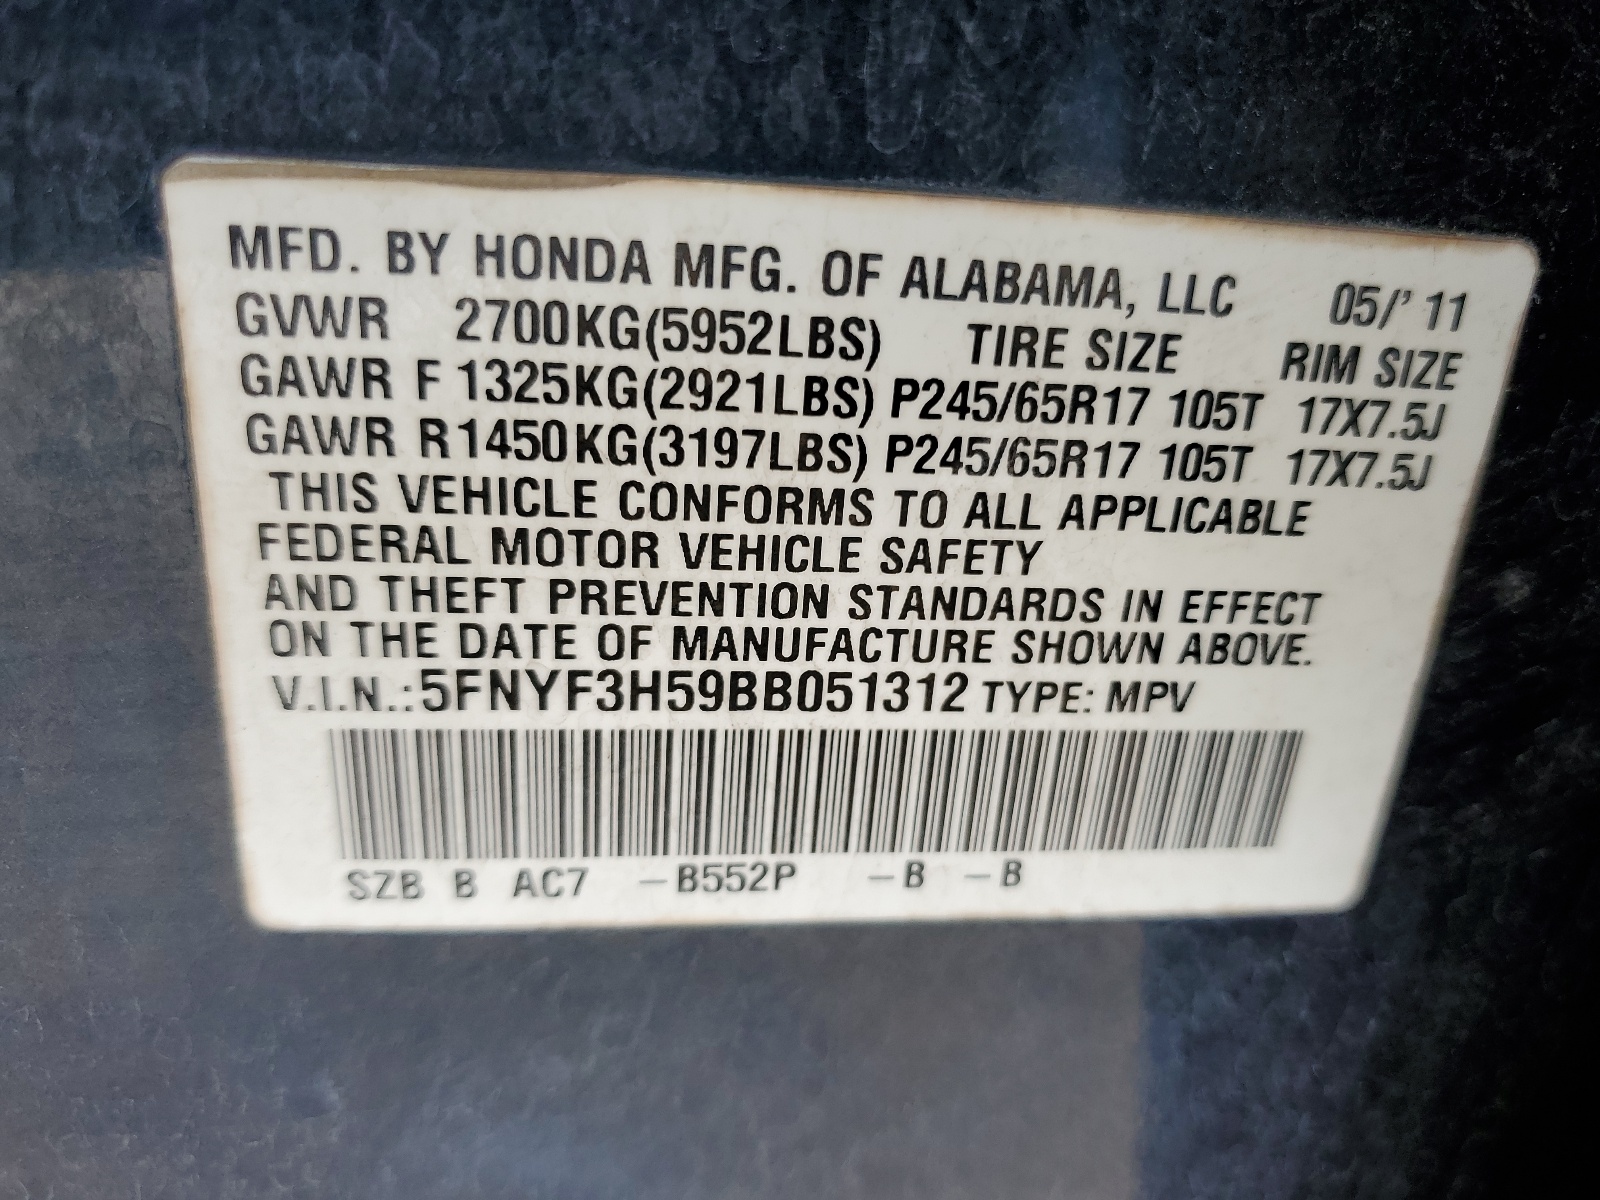 MFD. BY HONDA MFG. OF ALABAMA, LLC 05/' 11
GVWR 2700KG(5952LBS) TIRE SIZE RIM SIZE
GAWR F 1325KG(2921LBS) P245/65R17 105T 17X7.5J
GAWR R 1450KG(3197LBS) P245/65R17 105T 17X7.5J
THIS VEHICLE CONFORMS TO ALL APPLICABLE
FEDERAL MOTOR VEHICLE SAFETY
AND THEFT PREVENTION STANDARDS IN EFFECT
ON THE DATE OF MANUFACTURE SHOWN ABOVE.
V.I.N.: 5FNYF3H59BB051312 TYPE: MPV
SZB B AC7 –B552P –B –B